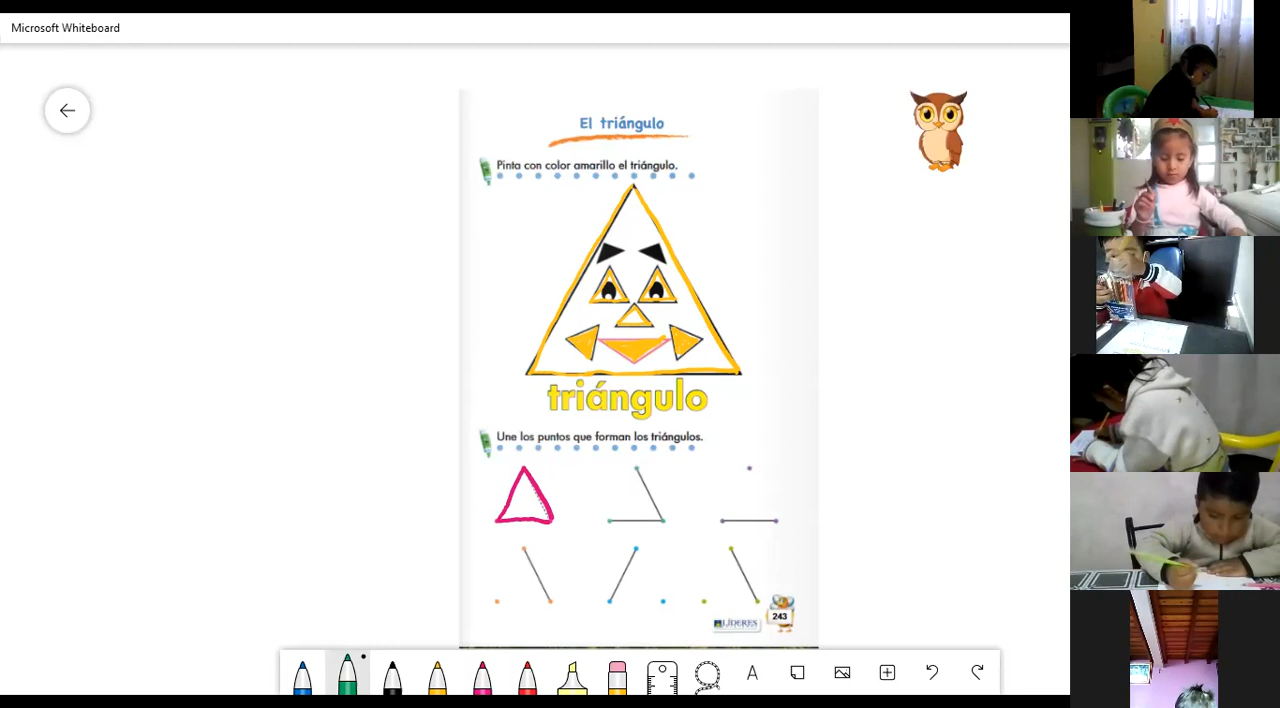 Microsoft Whiteboard
El triángulo
Pinta con color amarillo el triángulo.
triángulo
Une los puntos que forman los triángulos.
LÍDERES
243
A